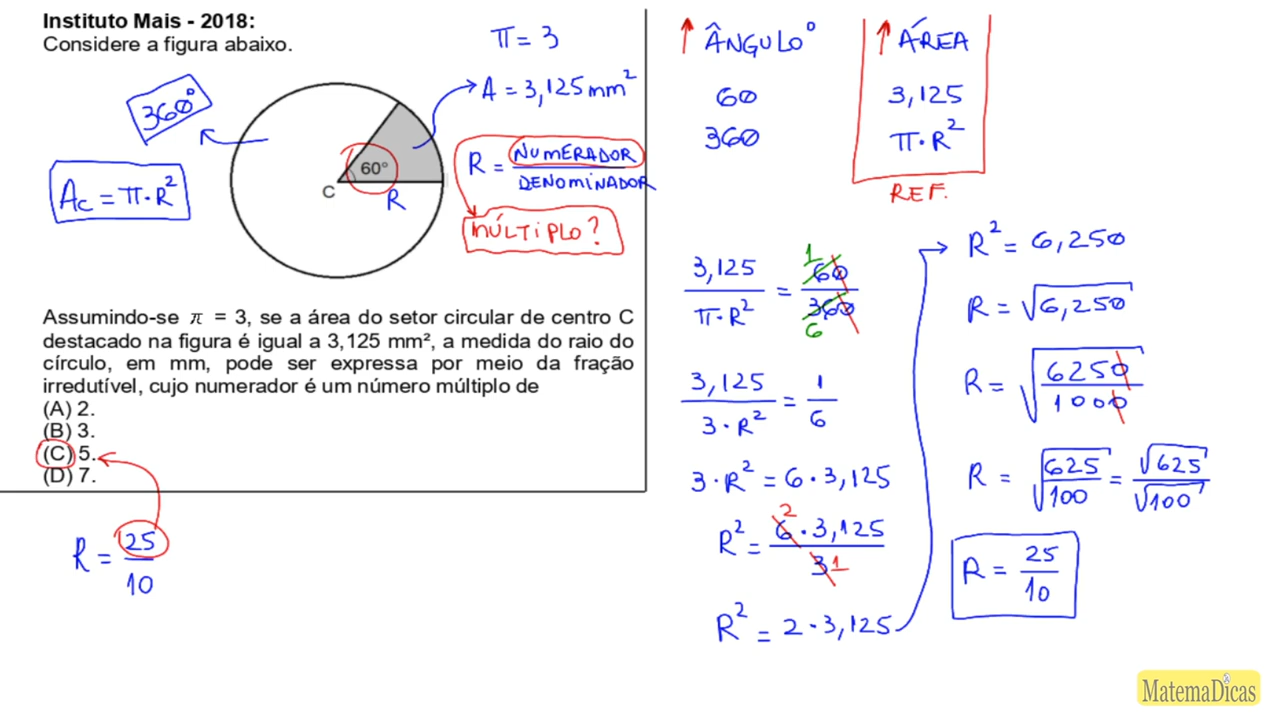 Instituto Mais - 2018:
Considere a figura abaixo.
π = 3
A = 3,125 mm²
360°
A_C = π · R²
60°
C
R
R = NUMERADOR / DENOMINADOR
MÚLTIPLO?
Assumindo-se π = 3, se a área do setor circular de centro C
destacado na figura é igual a 3,125 mm², a medida do raio do
círculo, em mm, pode ser expressa por meio da fração
irredutível, cujo numerador é um número múltiplo de
(A) 2.
(B) 3.
(C) 5.
(D) 7.
R = 25/10
↑ ÂNGULO° ↑ ÁREA
60 3,125
360 π · R²
REF.
3,125 / π · R² = 60 / 360
1
6
3,125 / 3 · R² = 1 / 6
3 · R² = 6 · 3,125
R² = 6 · 3,125 / 3
2
1
R² = 2 · 3,125
R² = 6,250
R = √6,250
R = √(6250 / 1000)
R = √(625 / 100) = √625 / √100
R = 25 / 10
MatemaDicas